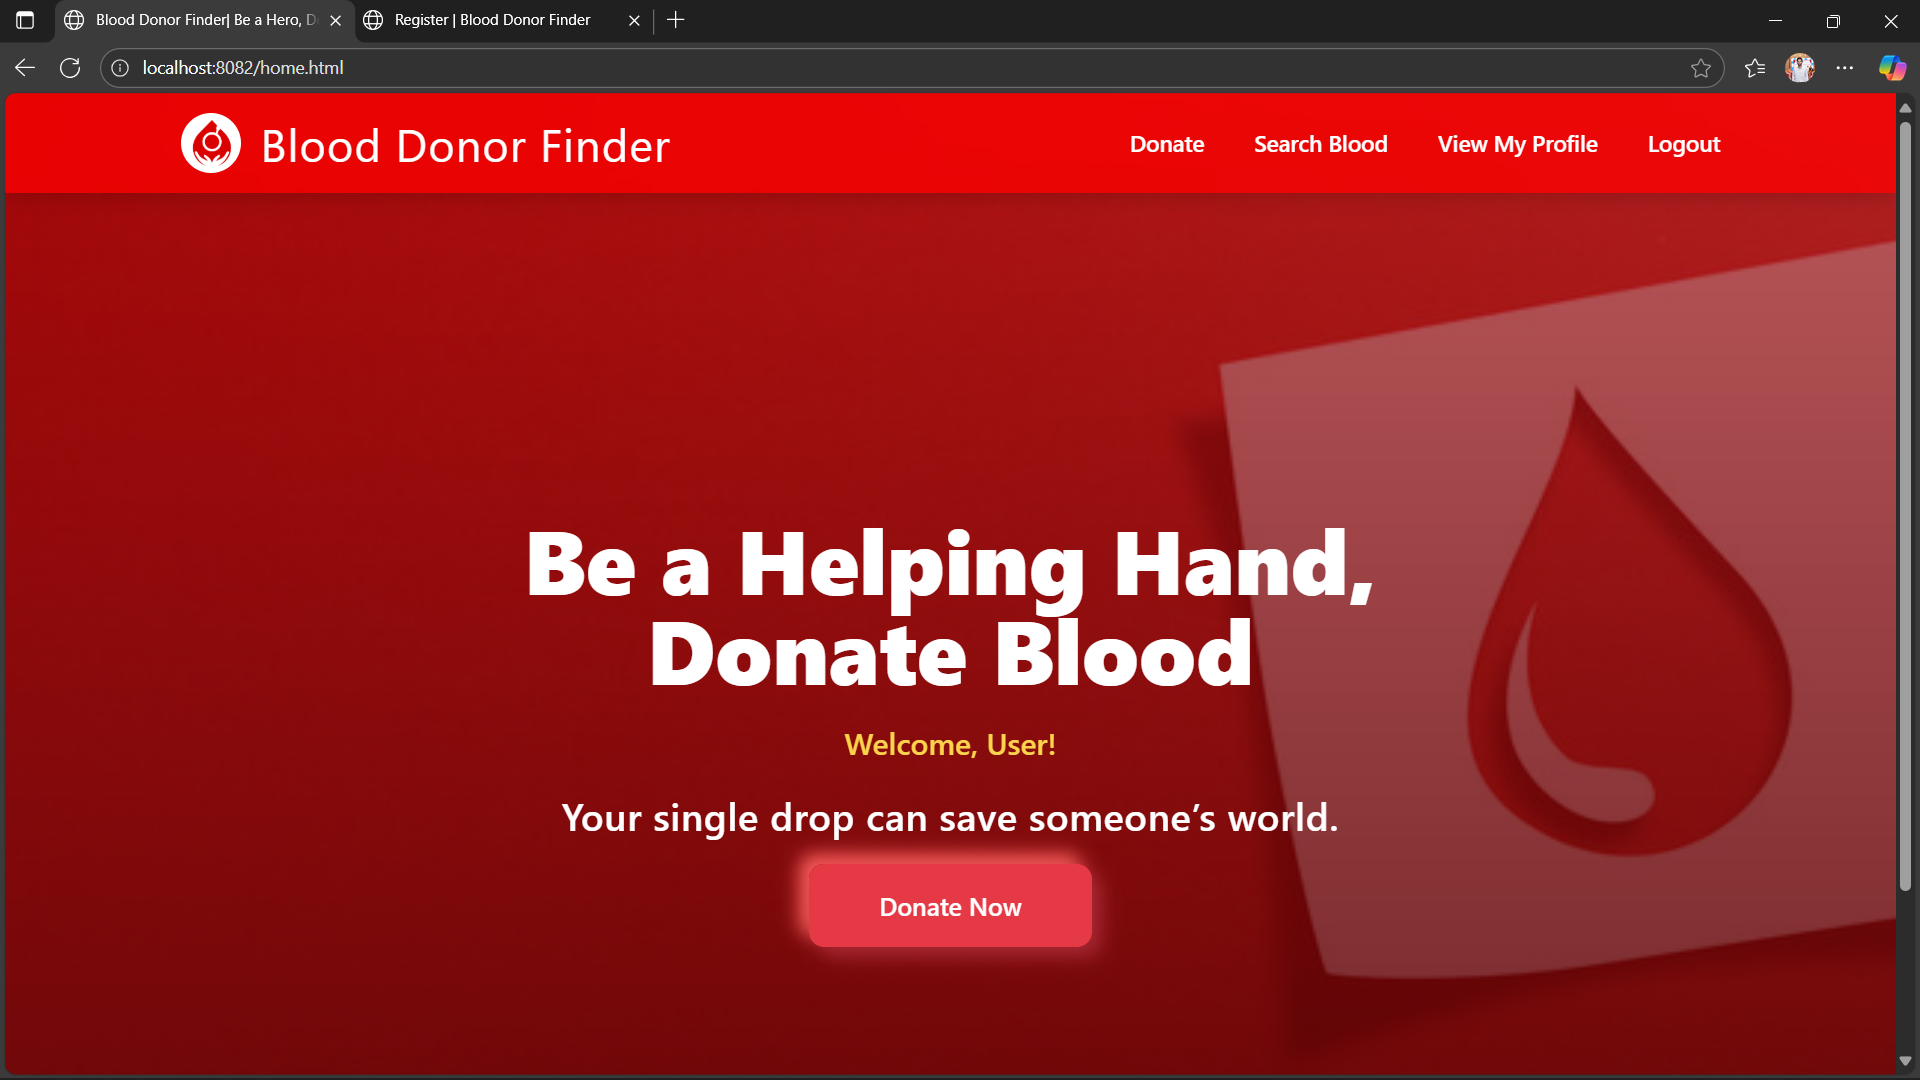 Blood Donor Finder| Be a Hero, D
Register | Blood Donor Finder
localhost:8082/home.html
Blood Donor Finder
Donate
Search Blood
View My Profile
Logout
Be a Helping Hand,
Donate Blood
Welcome, User!
Your single drop can save someone’s world.
Donate Now